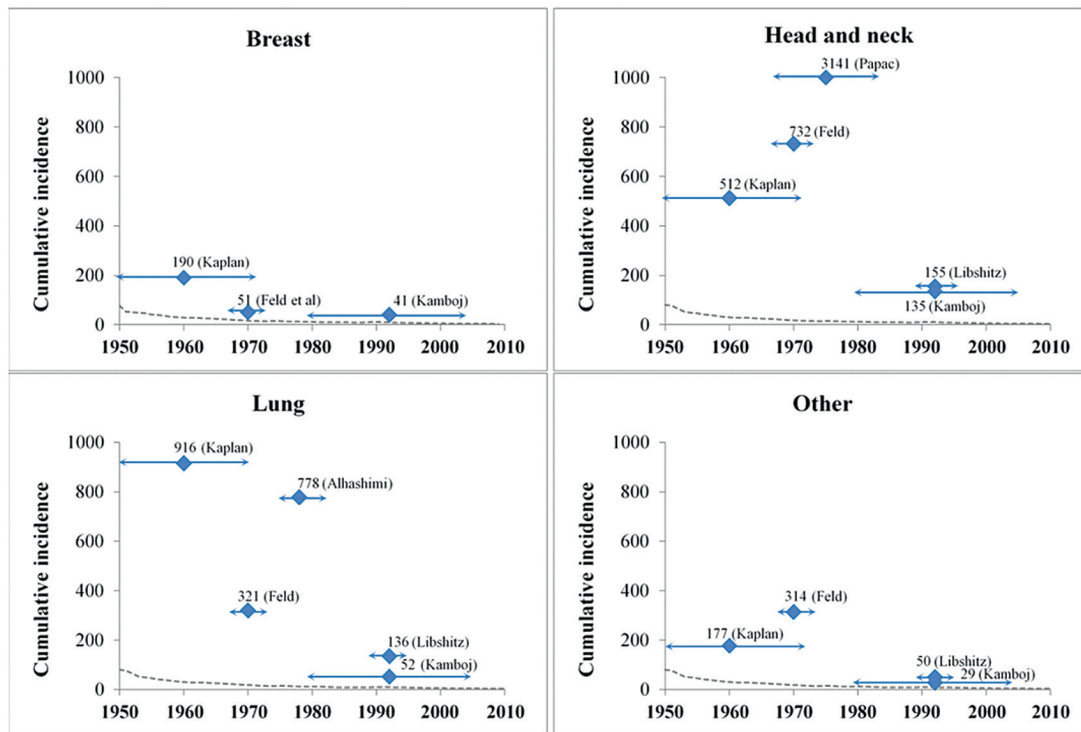 Breast
Cumulative incidence
1000
800
600
400
200
0
190 (Kaplan)
51 (Feld et al)
41 (Kamboj)
1950 1960 1970 1980 1990 2000 2010
Head and neck
Cumulative incidence
1000
800
600
400
200
0
3141 (Papac)
732 (Feld)
512 (Kaplan)
155 (Libshitz)
135 (Kamboj)
1950 1960 1970 1980 1990 2000 2010
Lung
Cumulative incidence
1000
800
600
400
200
0
916 (Kaplan)
778 (Alhashimi)
321 (Feld)
136 (Libshitz)
52 (Kamboj)
1950 1960 1970 1980 1990 2000 2010
Other
Cumulative incidence
1000
800
600
400
200
0
314 (Feld)
177 (Kaplan)
50 (Libshitz)
29 (Kamboj)
1950 1960 1970 1980 1990 2000 2010